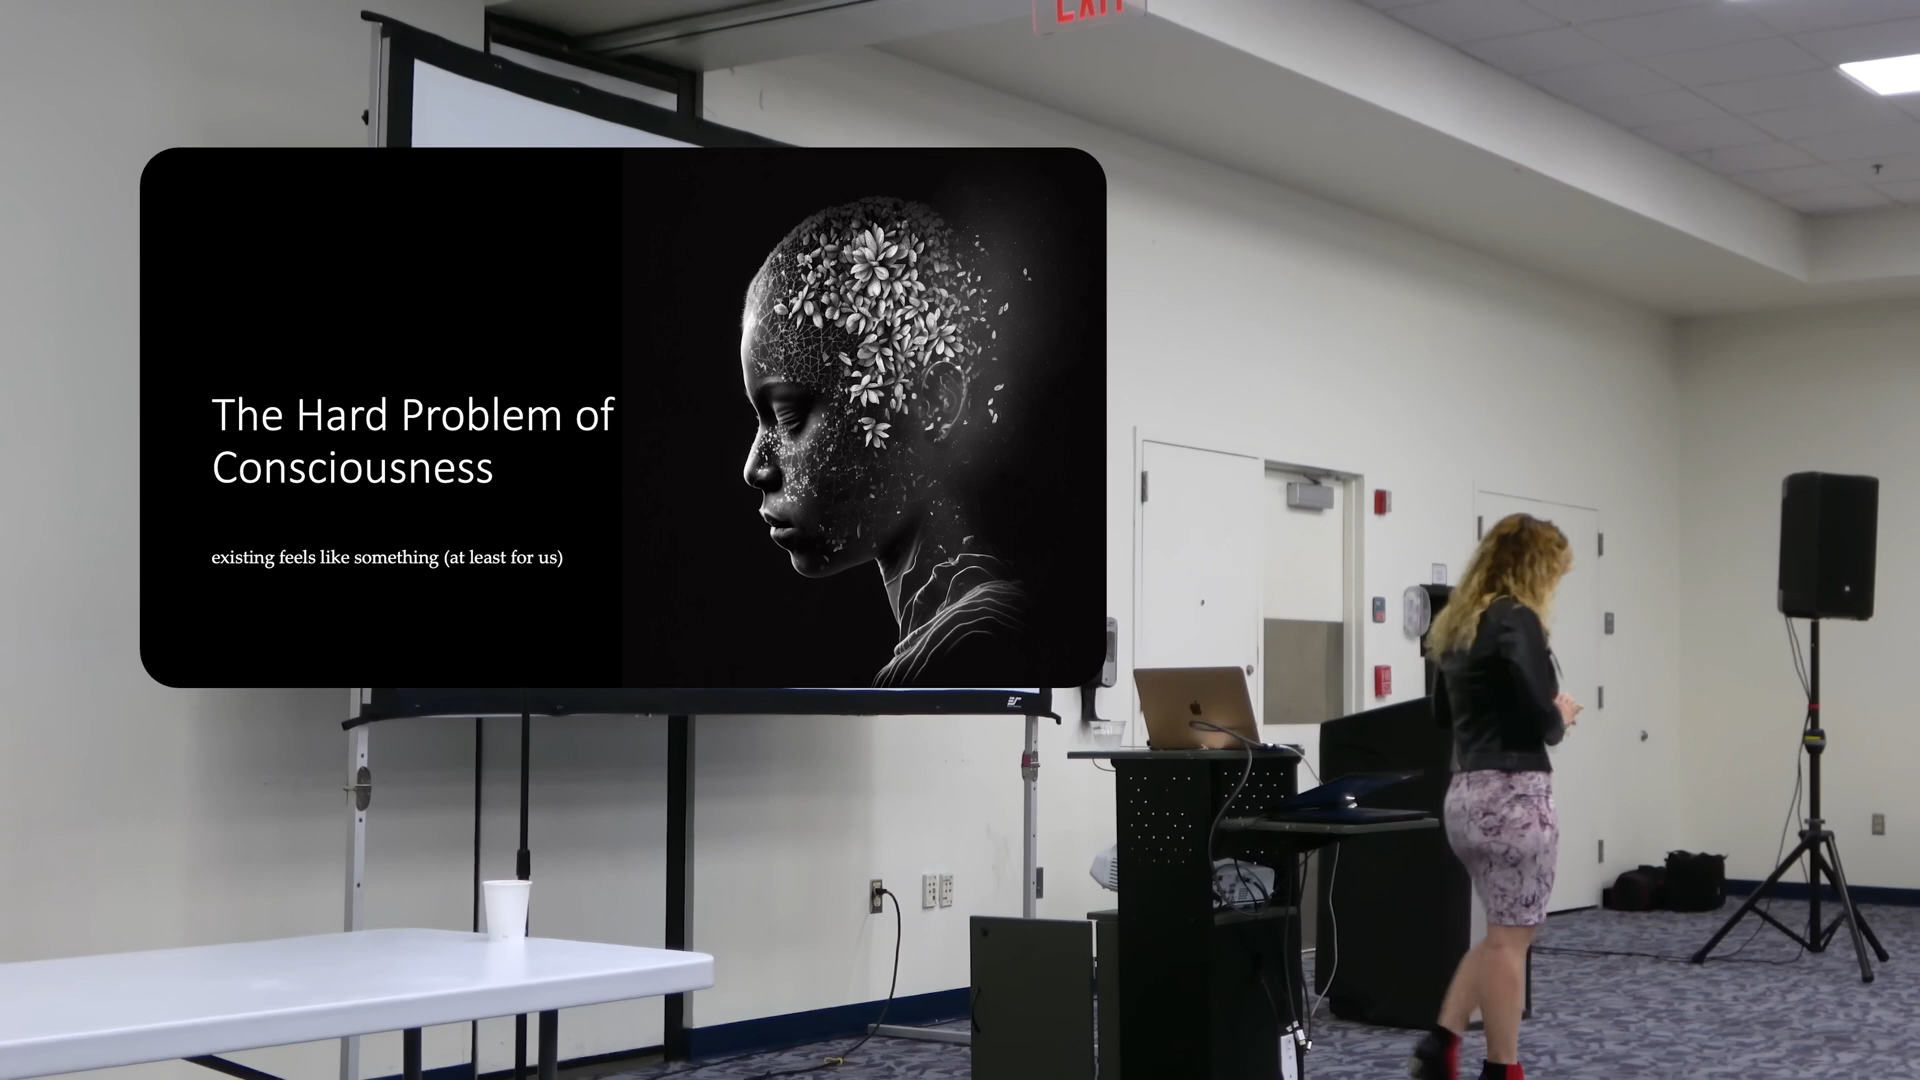 EXIT
The Hard Problem of
Consciousness
existing feels like something (at least for us)